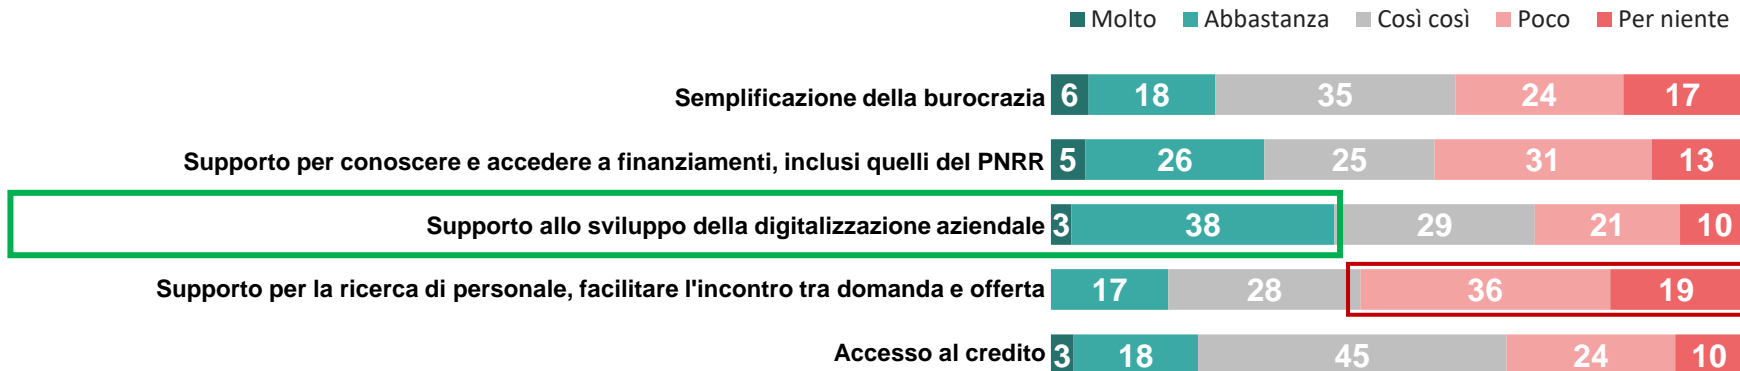 Molto Abbastanza Così così Poco Per niente
Semplificazione della burocrazia 6 18 35 24 17
Supporto per conoscere e accedere a finanziamenti, inclusi quelli del PNRR 5 26 25 31 13
Supporto allo sviluppo della digitalizzazione aziendale 3 38 29 21 10
Supporto per la ricerca di personale, facilitare l'incontro tra domanda e offerta 17 28 36 19
Accesso al credito 3 18 45 24 10